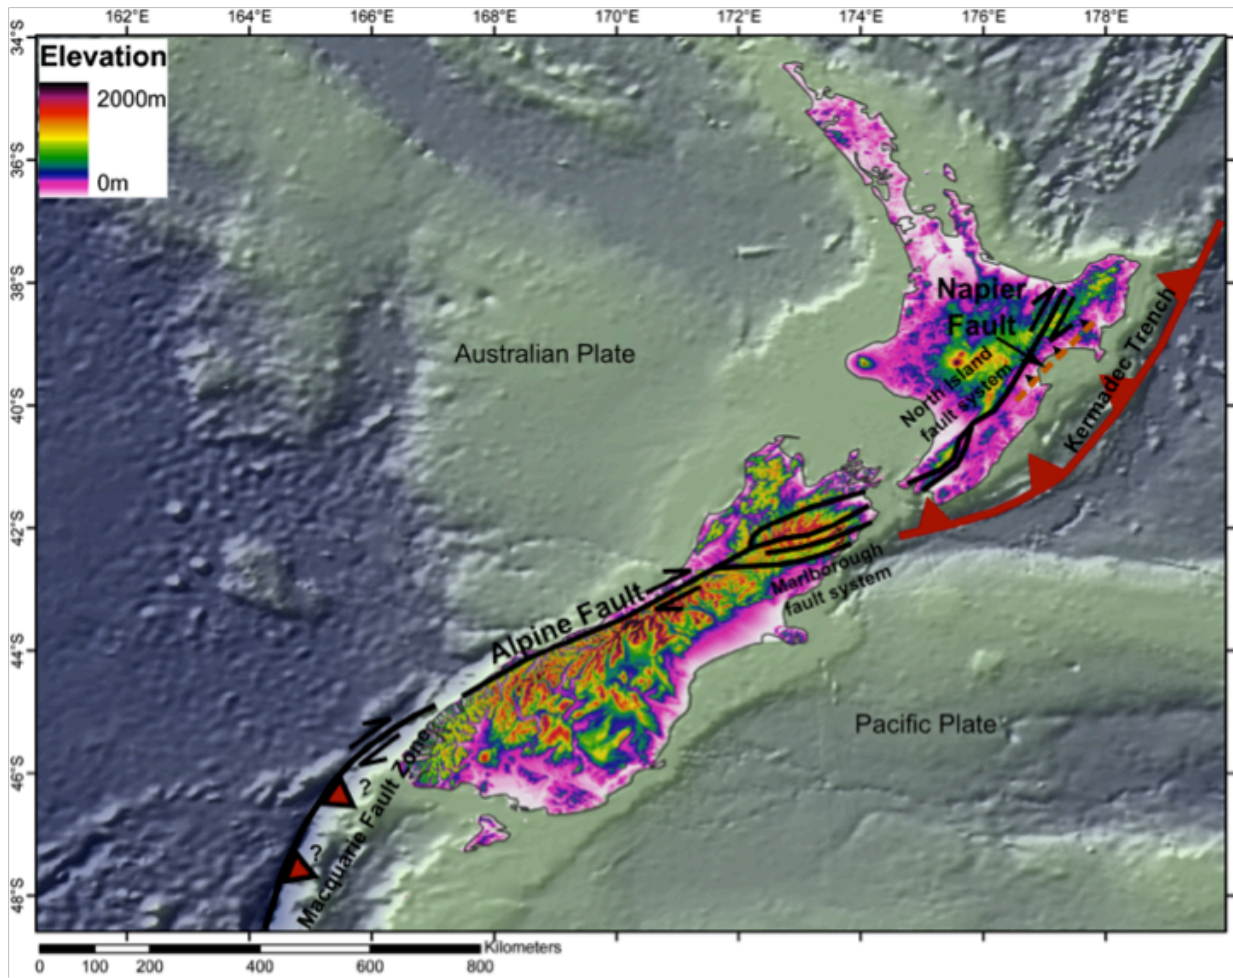 162°E 164°E 166°E 168°E 170°E 172°E 174°E 176°E 178°E
34°S
36°S
38°S
40°S
42°S
44°S
46°S
48°S
Elevation
2000m
0m
Napier
Fault
North Island
fault system
Kermadec Trench
Australian Plate
Marlborough
fault system
Alpine Fault
Pacific Plate
?
?
Macquarie Fault Zone
Kilometers
0 100 200 400 600 800